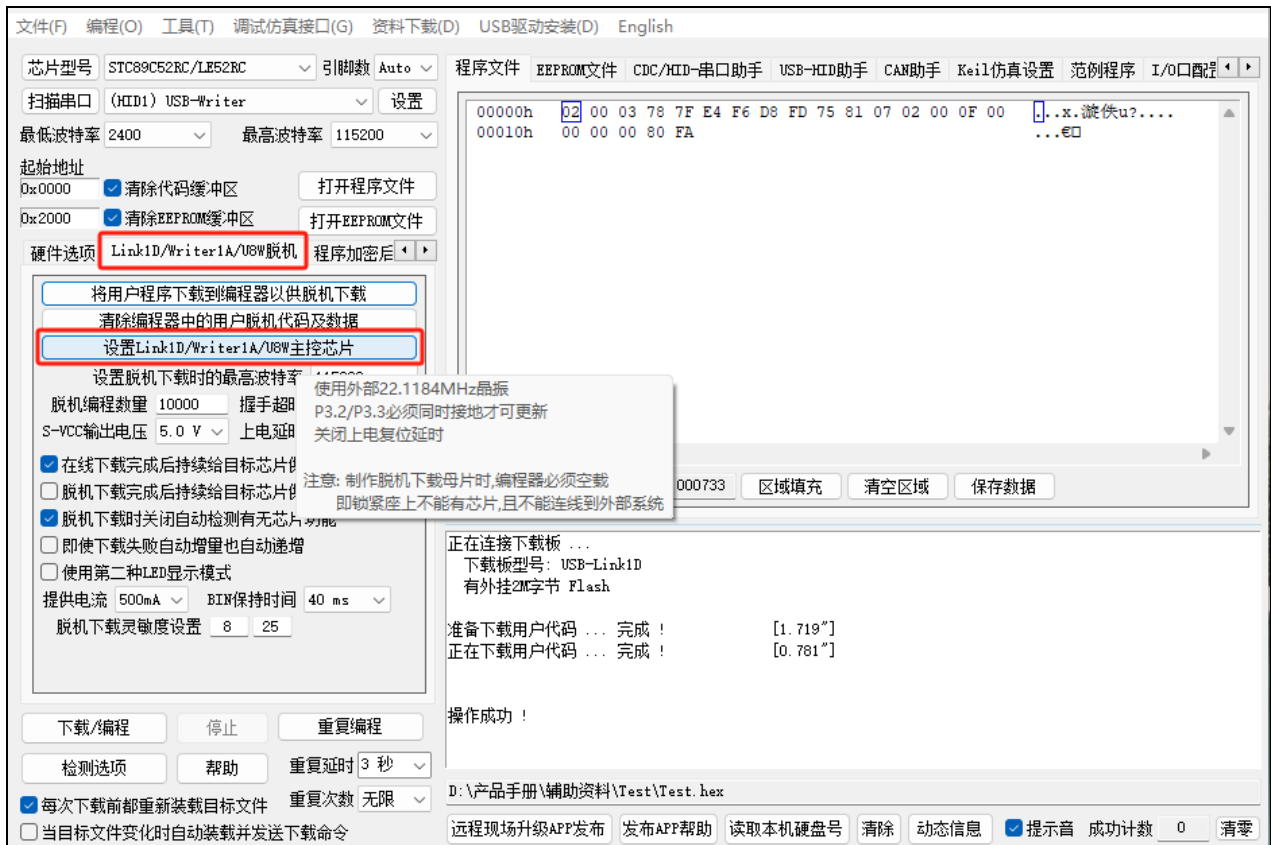 文件(F) 编程(O) 工具(T) 调试仿真接口(G) 资料下载(D) USB驱动安装(D) English
芯片型号 STC89C52RC/LE52RC 引脚数 Auto
扫描串口 (HID1) USB-Writer 设置
最低波特率 2400 最高波特率 115200
起始地址
0x0000 清除代码缓冲区 打开程序文件
0x2000 清除EEPROM缓冲区 打开EEPROM文件
硬件选项 Link1D/Writer1A/U8W脱机 程序加密后
将用户程序下载到编程器以供脱机下载
清除编程器中的用户脱机代码及数据
设置Link1D/Writer1A/U8W主控芯片
设置脱机下载时的最高波特率
脱机编程数量 10000 握手超时
S-VCC输出电压 5.0 V 上电延时
在线下载完成后持续给目标芯片
脱机下载完成后持续给目标芯片
脱机下载时关闭自动检测有无芯片功能
即使下载失败自动增量也自动递增
使用第二种LED显示模式
提供电流 500mA BIN保持时间 40 ms
脱机下载灵敏度设置 8 25
使用外部22.1184MHz晶振
P3.2/P3.3必须同时接地才可更新
关闭上电复位延时
注意: 制作脱机下载母片时,编程器必须空载
即锁紧座上不能有芯片,且不能连线到外部系统
下载/编程 停止 重复编程
检测选项 帮助 重复延时 3 秒
每次下载前都重新装载目标文件 重复次数 无限
当目标文件变化时自动装载并发送下载命令
程序文件 EEPROM文件 CDC/HID-串口助手 USB-HID助手 CAN助手 Keil仿真设置 范例程序 I/O口配置
00000h 02 00 03 78 7F E4 F6 D8 FD 75 81 07 02 00 0F 00 ...x.漩佚u?....
00010h 00 00 00 80 FA ...€□
000733 区域填充 清空区域 保存数据
正在连接下载板 ...
下载板型号: USB-Link1D
有外挂2M字节 Flash
准备下载用户代码 ... 完成 ! [1.719″]
正在下载用户代码 ... 完成 ! [0.781″]
操作成功 !
D:\产品手册\辅助资料\Test\Test.hex
远程现场升级APP发布 发布APP帮助 读取本机硬盘号 清除 动态信息 提示音 成功计数 0 清零